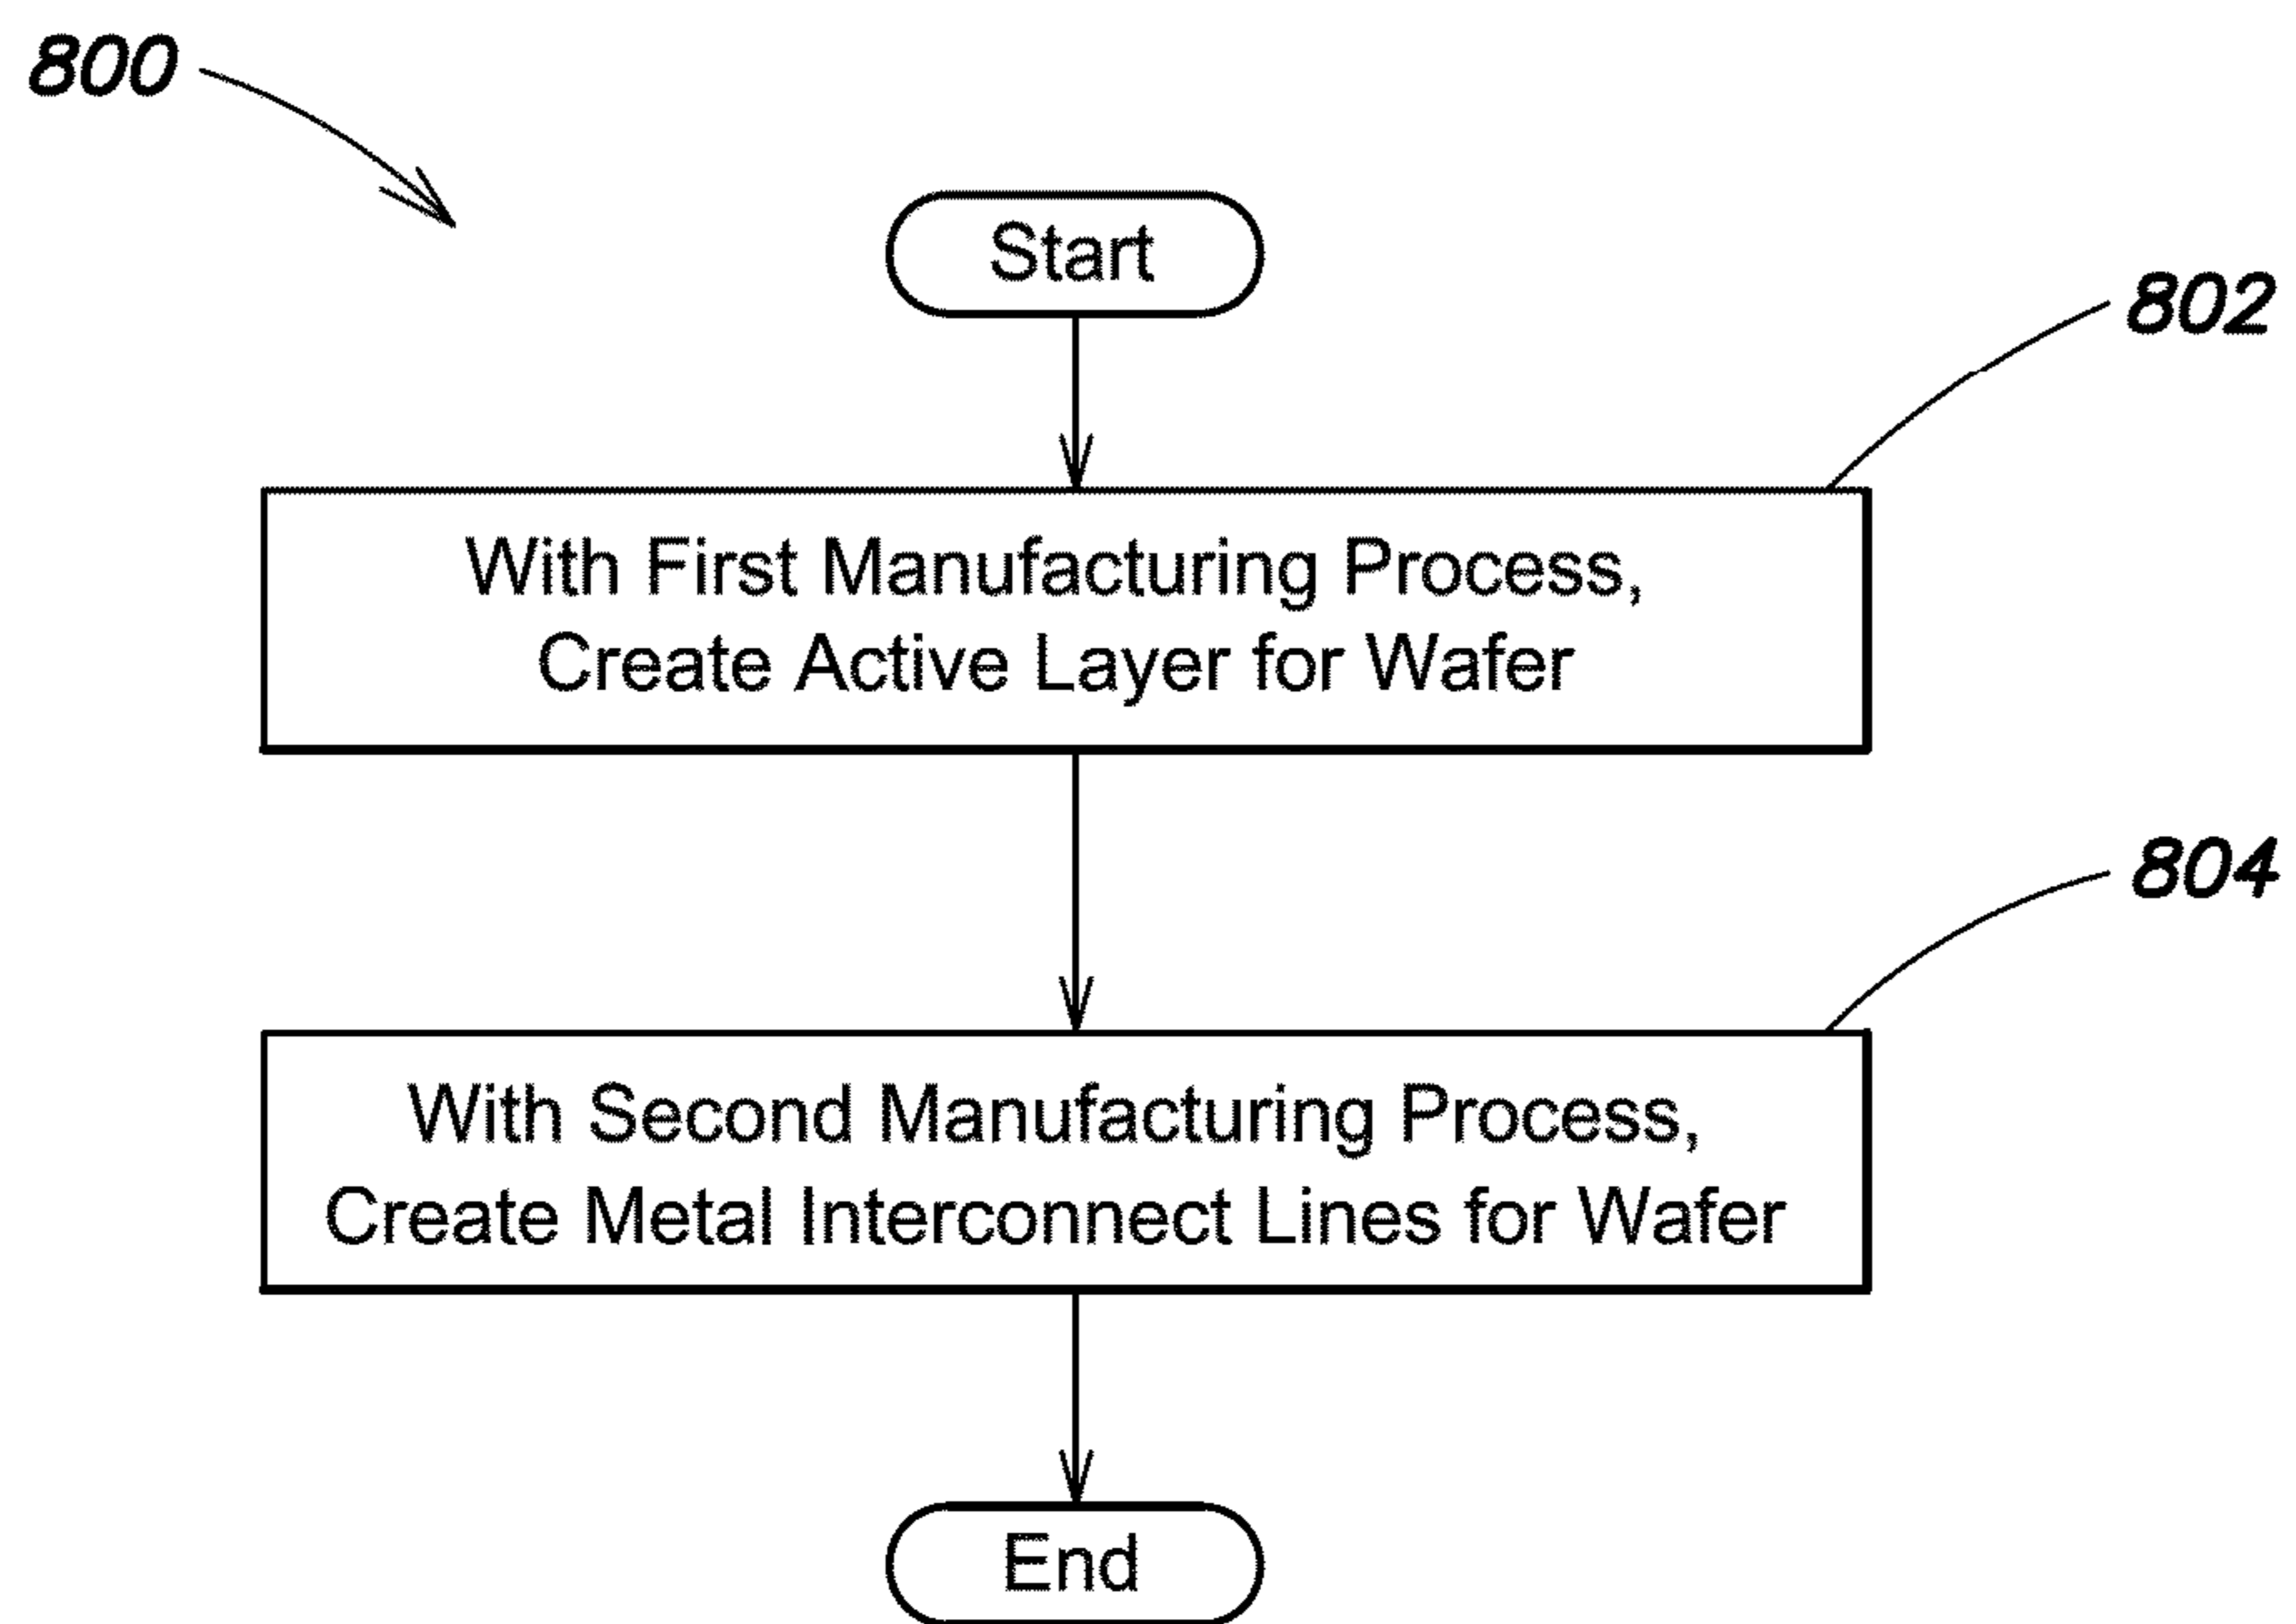 800
Start
802
With First Manufacturing Process,
Create Active Layer for Wafer
804
With Second Manufacturing Process,
Create Metal Interconnect Lines for Wafer
End